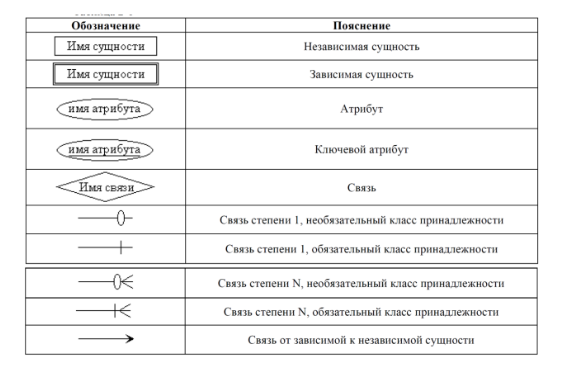 Обозначение Пояснение
Имя сущности Независимая сущность
Имя сущности Зависимая сущность
имя атрибута Атрибут
имя атрибута Ключевой атрибут
Имя связи Связь
Связь степени 1, необязательный класс принадлежности
Связь степени 1, обязательный класс принадлежности
Связь степени N, необязательный класс принадлежности
Связь степени N, обязательный класс принадлежности
Связь от зависимой к независимой сущности